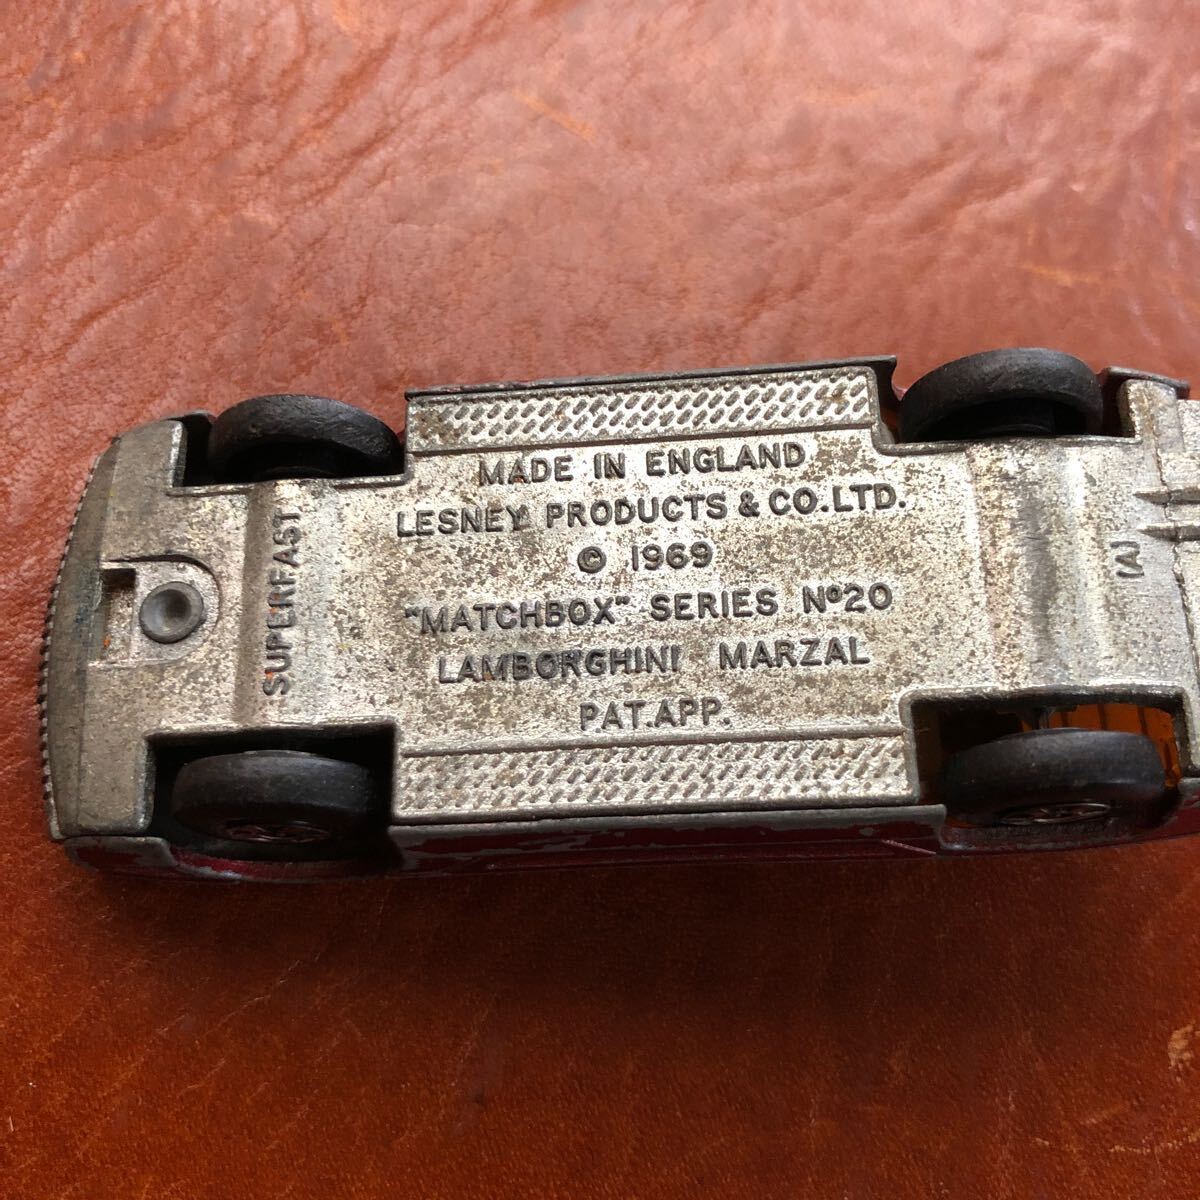 MADE IN ENGLAND
LESNEY PRODUCTS & CO. LTD.
© 1969
"MATCHBOX" SERIES Nº20
LAMBORGHINI MARZAL
PAT. APP.
SUPERFAST